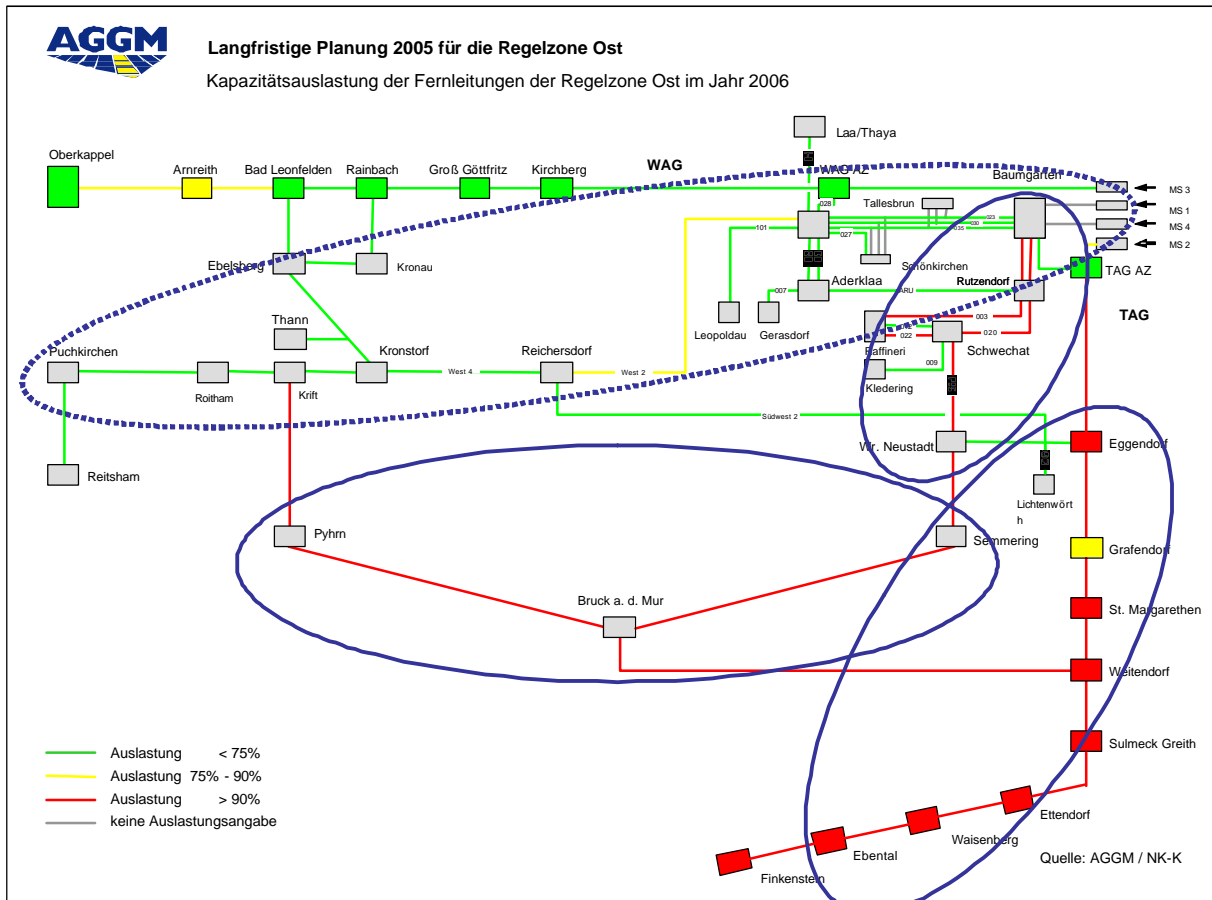 AGGM
Langfristige Planung 2005 für die Regelzone Ost
Kapazitätsauslastung der Fernleitungen der Regelzone Ost im Jahr 2006
Laa/Thaya
Oberkappel
Arnreith
Bad Leonfelden
Rainbach
Groß Göttfritz
Kirchberg
WAG
WAG AZ
Baumgarten
MS 3
MS 1
MS 4
MS 2
Tallesbrun
028
023
030
035
101
027
Schönkirchen
Ebelsberg
Kronau
Aderklaa
Rutzendorf
TAG AZ
TAG
007
ARU
003
022
020
Leopoldau
Gerasdorf
Raffineri
Schwechat
009
Kledering
Thann
Puchkirchen
Roitham
Krift
Kronstorf
West 4
Reichersdorf
West 2
Südwest 2
Reitsham
Wr. Neustadt
Eggendorf
Lichtenwört
h
Pyhrn
Semmering
Grafendorf
Bruck a. d. Mur
St. Margarethen
Weitendorf
Sulmeck Greith
Auslastung < 75%
Auslastung 75% - 90%
Auslastung > 90%
keine Auslastungsangabe
Ettendorf
Waisenberg
Ebental
Finkenstein
Quelle: AGGM / NK-K